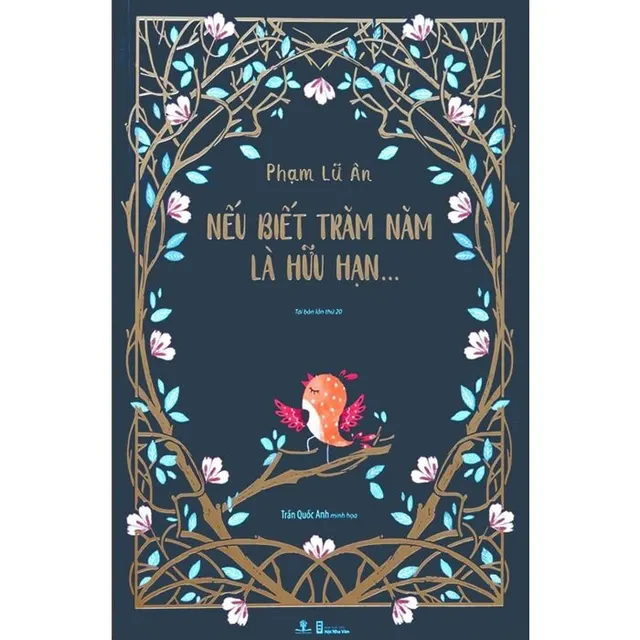 Phạm Lữ Ân
NẾU BIẾT TRĂM NĂM
LÀ HỮU HẠN...
Tái bản lần thứ 20
Trần Quốc Anh minh họa